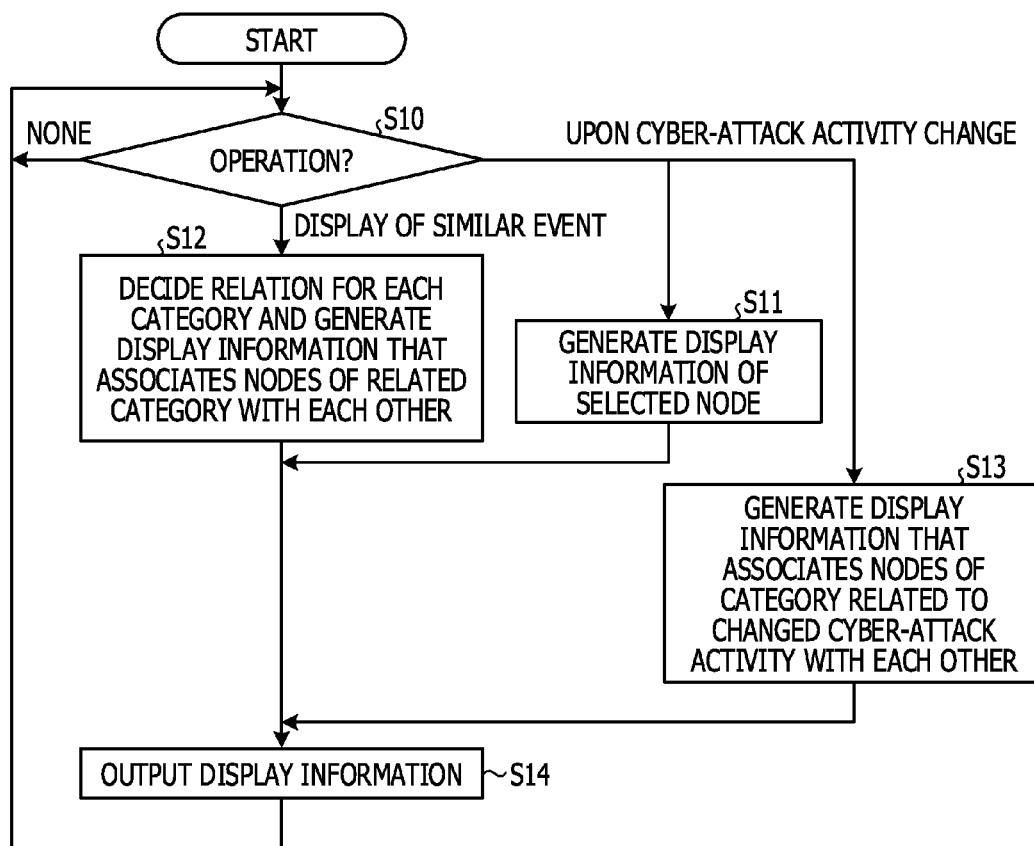 START
S10
NONE
UPON CYBER-ATTACK ACTIVITY CHANGE
OPERATION?
DISPLAY OF SIMILAR EVENT
S12
DECIDE RELATION FOR EACH
CATEGORY AND GENERATE
DISPLAY INFORMATION THAT
ASSOCIATES NODES OF RELATED
CATEGORY WITH EACH OTHER
S11
GENERATE DISPLAY
INFORMATION OF
SELECTED NODE
S13
GENERATE DISPLAY
INFORMATION THAT
ASSOCIATES NODES OF
CATEGORY RELATED TO
CHANGED CYBER-ATTACK
ACTIVITY WITH EACH OTHER
OUTPUT DISPLAY INFORMATION
S14